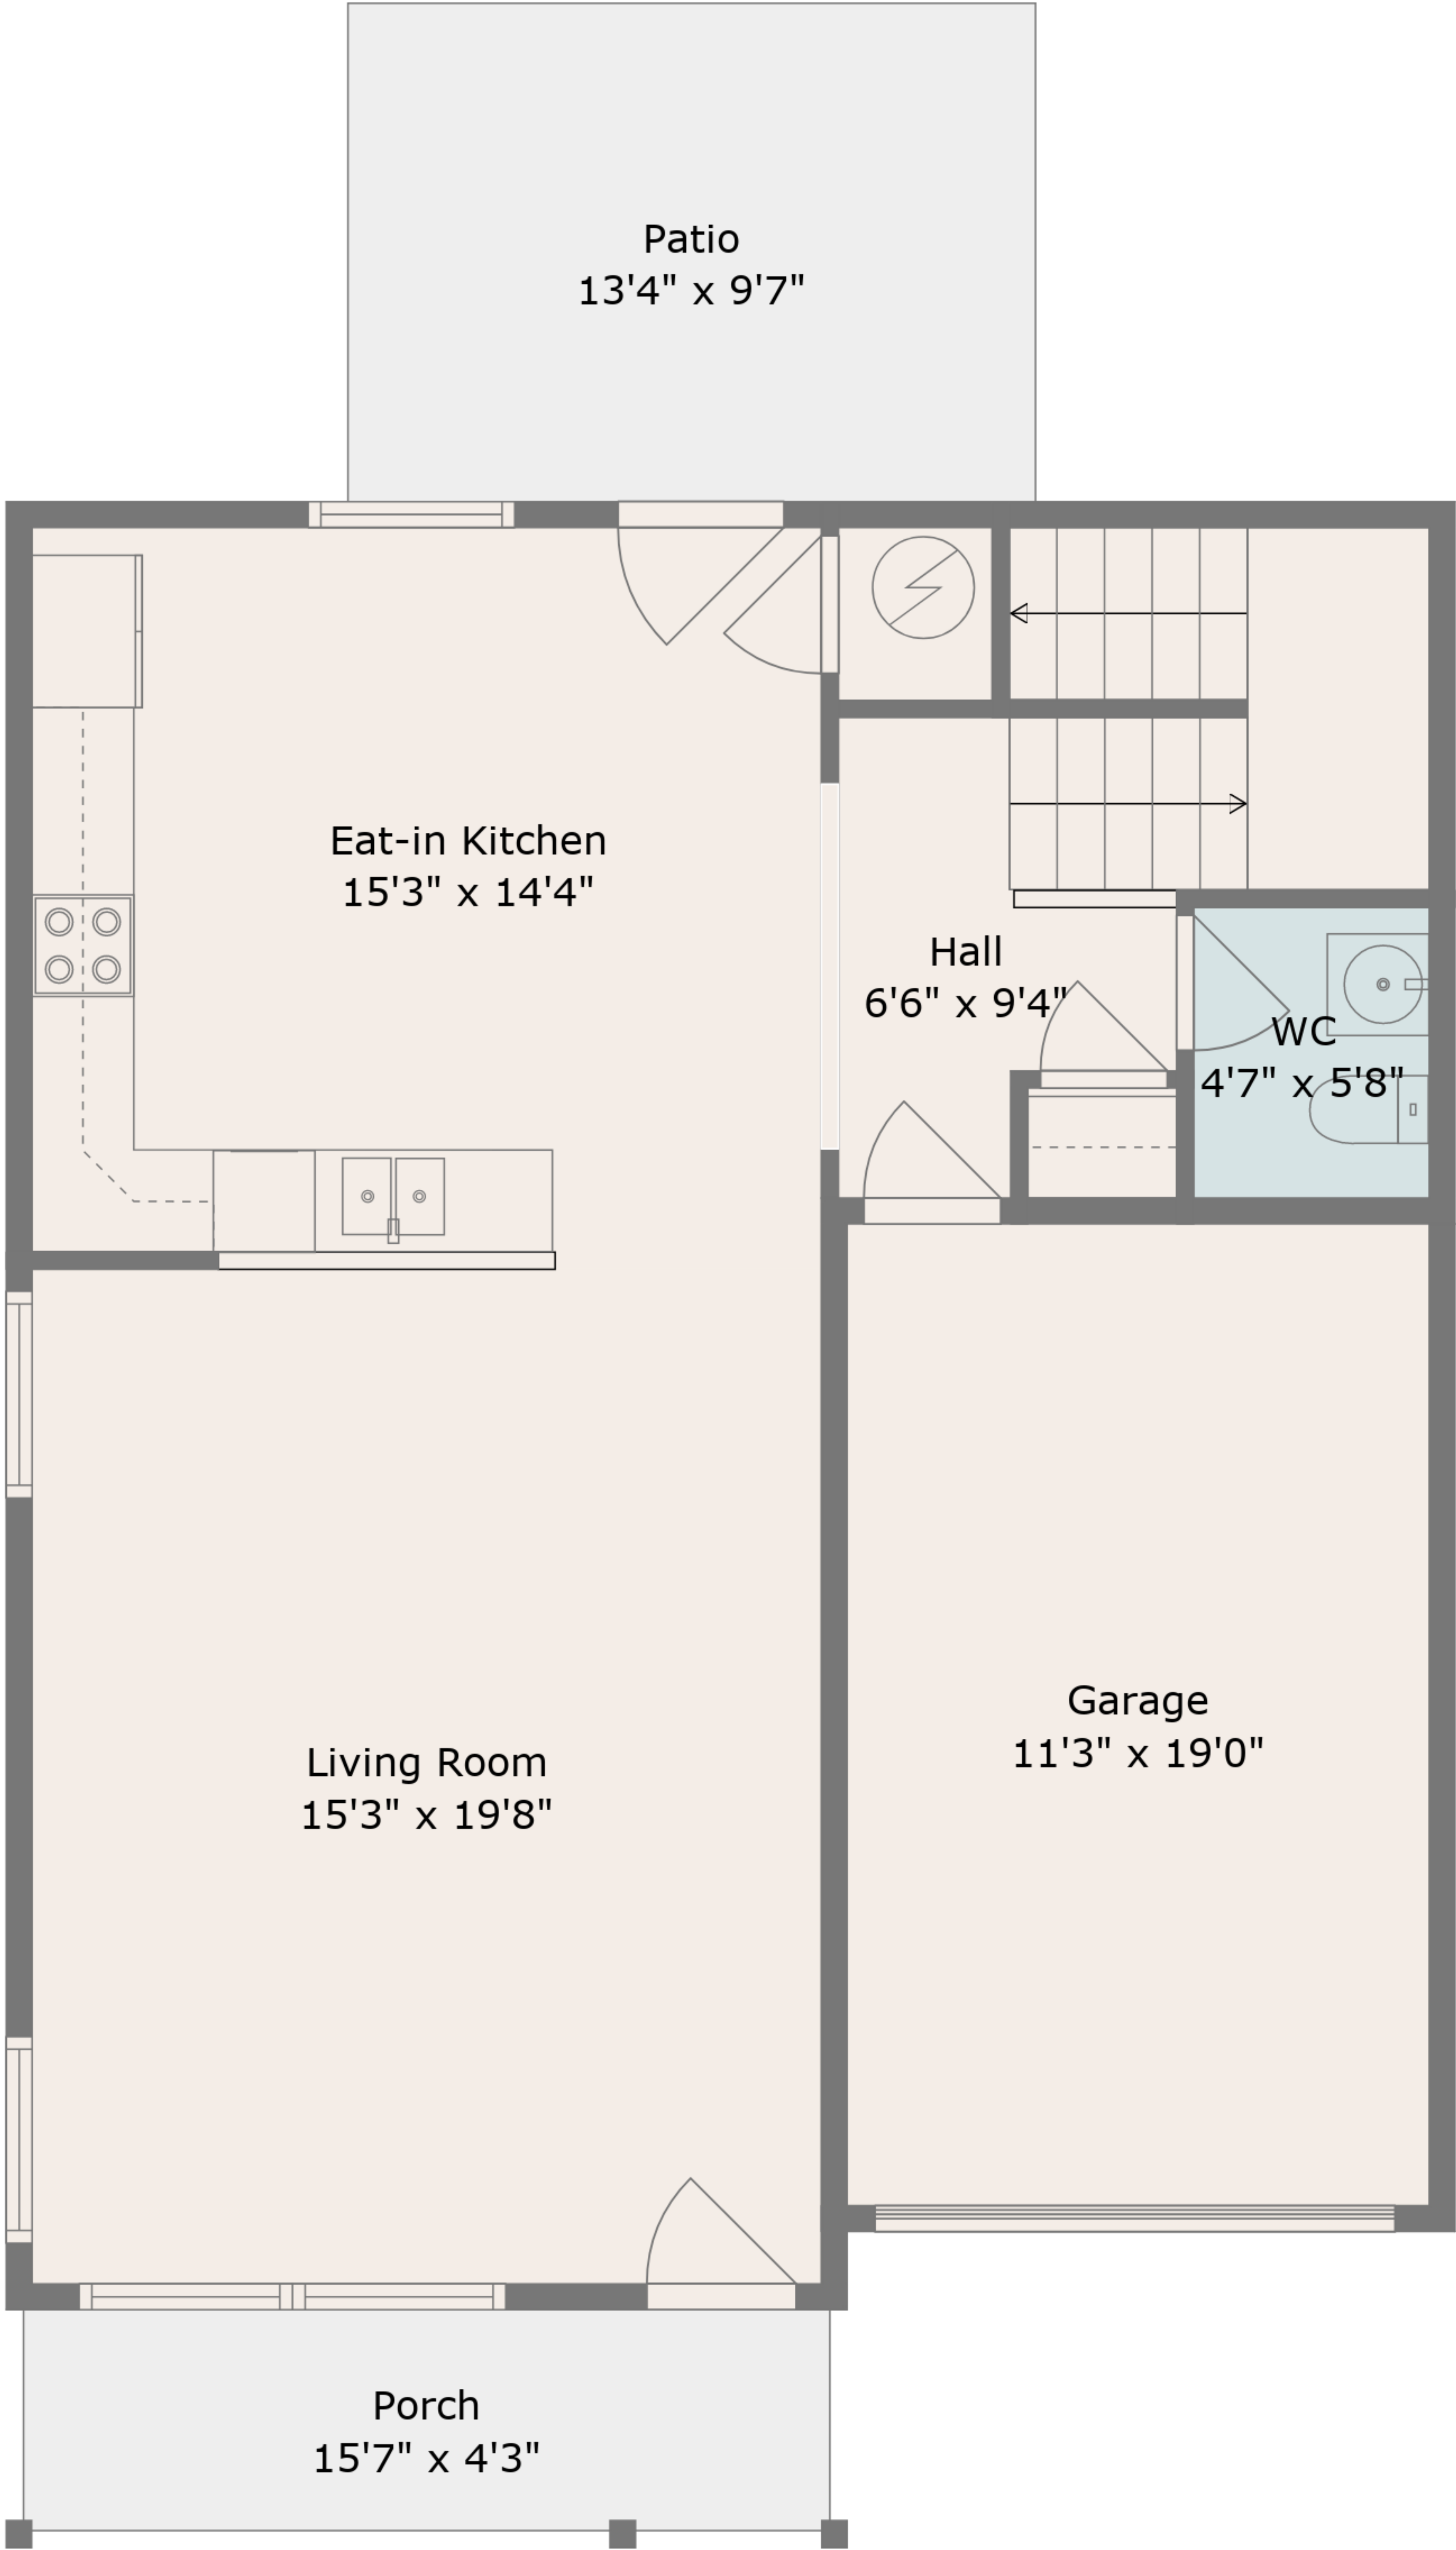 Patio
13'4" x 9'7"
Eat-in Kitchen
15'3" x 14'4"
Hall
6'6" x 9'4"
WC
4'7" x 5'8"
Garage
11'3" x 19'0"
Living Room
15'3" x 19'8"
Porch
15'7" x 4'3"